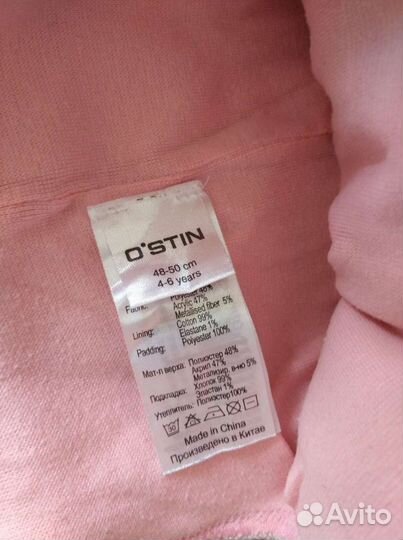 O'STIN
48-50 cm
4-6 years
Fabric: Polyester 48%
Acrylic 47%
Metallised fiber 5%
Lining: Cotton 99%
Elastane 1%
Padding: Polyester 100%
Мат-л верха: Полиэстер 48%
Акрил 47%
Метализир. в-но 5%
Подкладка: Хлопок 99%
Эластан 1%
Утеплитель: Полиэстер100%
30
Made in China
Произведено в Китае
Avito